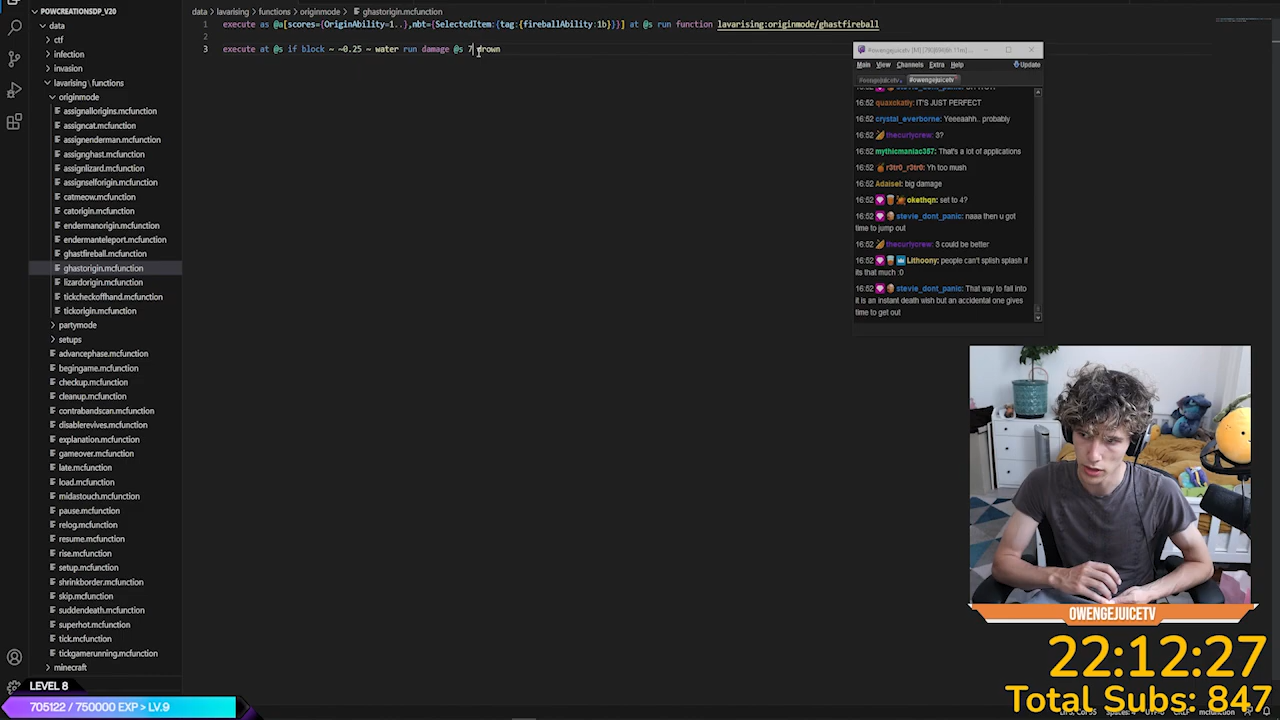 POWCREATIONSDP_V20
data
ctf
infection
invasion
lavarising \ functions
originmode
assignallorigins.mcfunction
assigncat.mcfunction
assignenderman.mcfunction
assignghast.mcfunction
assignlizard.mcfunction
assignselforigin.mcfunction
catmeow.mcfunction
catorigin.mcfunction
endermanorigin.mcfunction
endermanteleport.mcfunction
ghastfireball.mcfunction
ghastorigin.mcfunction
lizardorigin.mcfunction
tickcheckoffhand.mcfunction
tickorigin.mcfunction
partymode
setups
advancephase.mcfunction
begingame.mcfunction
checkup.mcfunction
cleanup.mcfunction
contrabandscan.mcfunction
disablerevives.mcfunction
explanation.mcfunction
gameover.mcfunction
late.mcfunction
load.mcfunction
midastouch.mcfunction
pause.mcfunction
relog.mcfunction
resume.mcfunction
rise.mcfunction
setup.mcfunction
shrinkborder.mcfunction
skip.mcfunction
suddendeath.mcfunction
superhot.mcfunction
tick.mcfunction
tickgamerunning.mcfunction
minecraft
data > lavarising > functions > originmode > ghastorigin.mcfunction
1 execute as @a[scores={OriginAbility=1..},nbt={SelectedItem:{tag:{fireballAbility:1b}}}] at @s run function lavarising:originmode/ghastfireball
2
3 execute at @s if block ~ ~0.25 ~ water run damage @s 7 drown
Main View Channels Extra Help Update
#owengejuicetv
quaxckatly: IT'S JUST PERFECT
16:52 crystal_everborne: Yeeeaahh.. probably
16:52 thecurlycrew: 3?
16:52 mythicmaniac357: That's a lot of applications
16:52 r3tr0_r3tr0: Yh too mush
16:52 Adaisel: big damage
16:52 okethqn: set to 4?
16:52 stevie_dont_panic: naaa then u got
time to jump out
16:52 thecurlycrew: 3 could be better
16:52 Lithoony: people can't splish splash if
its that much :0
16:52 stevie_dont_panic: That way to fall into
it is an instant death wish but an accidental one gives
time to get out
OWENGEJUICETV
22:12:27
Total Subs: 847
LEVEL 8
705122 / 750000 EXP > LV.9